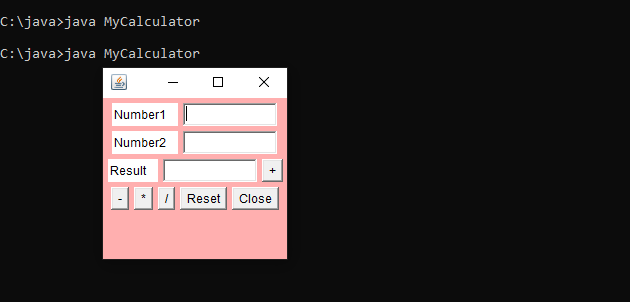 C:\java>java MyCalculator
C:\java>java MyCalculator
Number1
Number2
Result +
- * / Reset Close